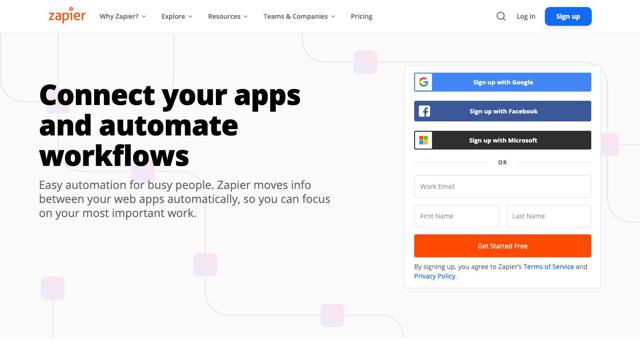 zapier
Why Zapier?
Explore
Resources
Teams & Companies
Pricing
Log in
Sign up
Connect your apps
and automate
workflows
Easy automation for busy people. Zapier moves info
between your web apps automatically, so you can focus
on your most important work.
Sign up with Google
Sign up with Facebook
Sign up with Microsoft
OR
Work Email
First Name
Last Name
Get Started Free
By signing up, you agree to Zapier's Terms of Service and
Privacy Policy.